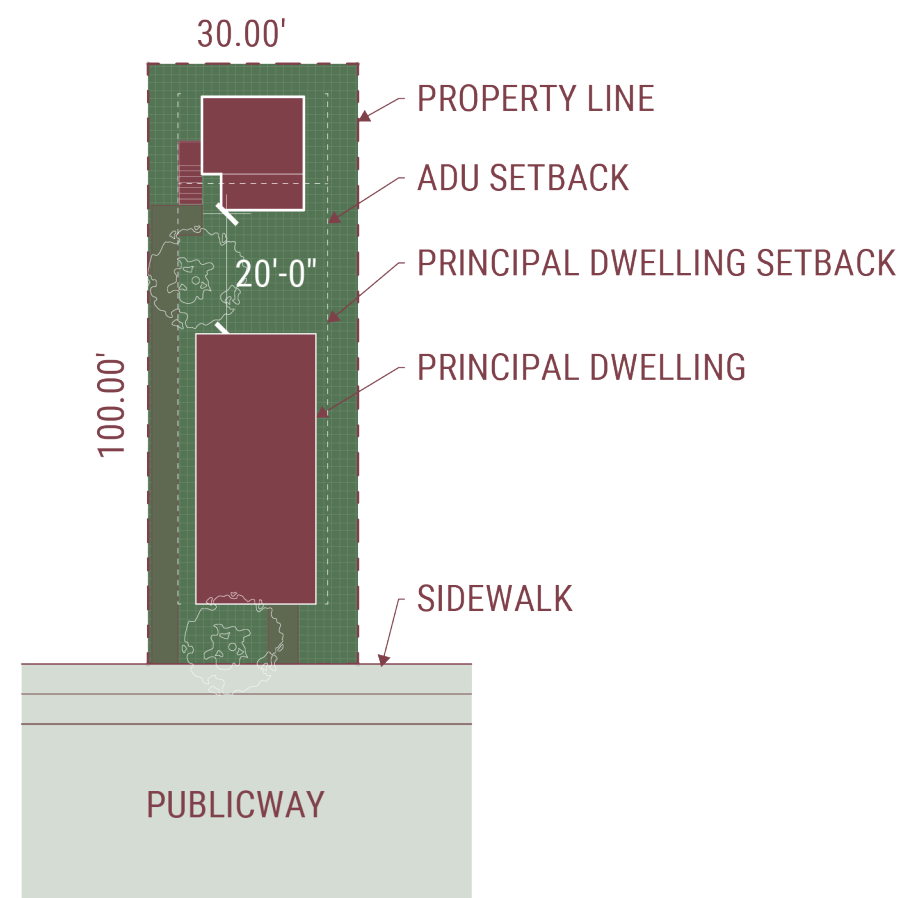 30.00'
PROPERTY LINE
ADU SETBACK
PRINCIPAL DWELLING SETBACK
20'-0"
PRINCIPAL DWELLING
100.00'
SIDEWALK
PUBLICWAY